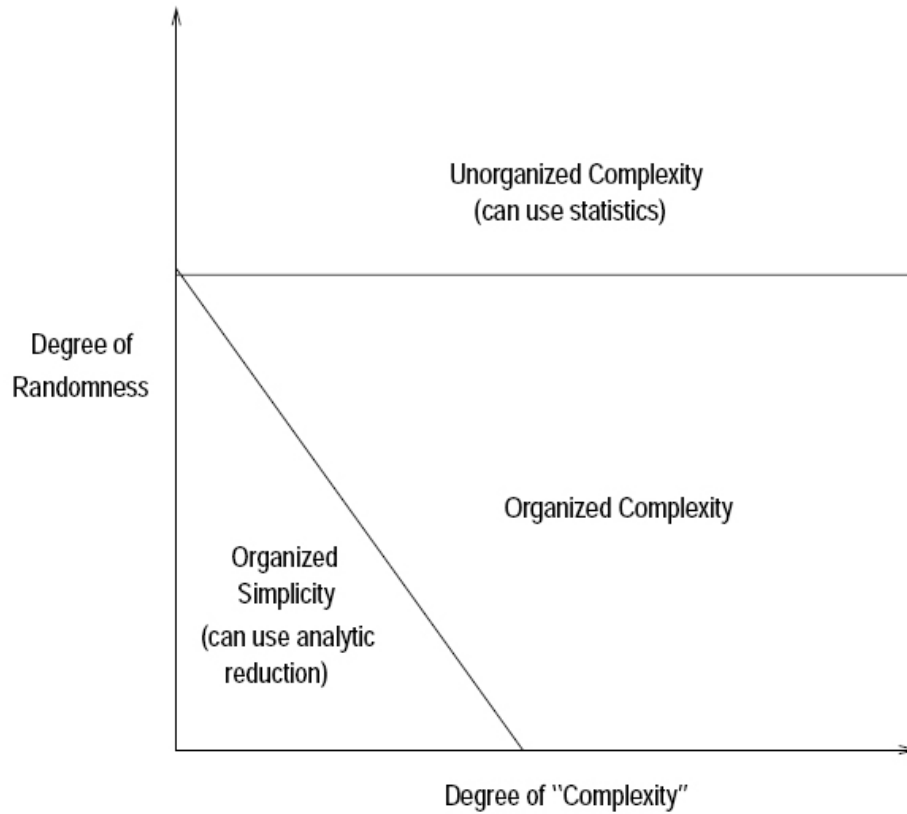 Unorganized Complexity
(can use statistics)
Degree of
Randomness
Organized Complexity
Organized
Simplicity
(can use analytic
reduction)
Degree of ``Complexity''